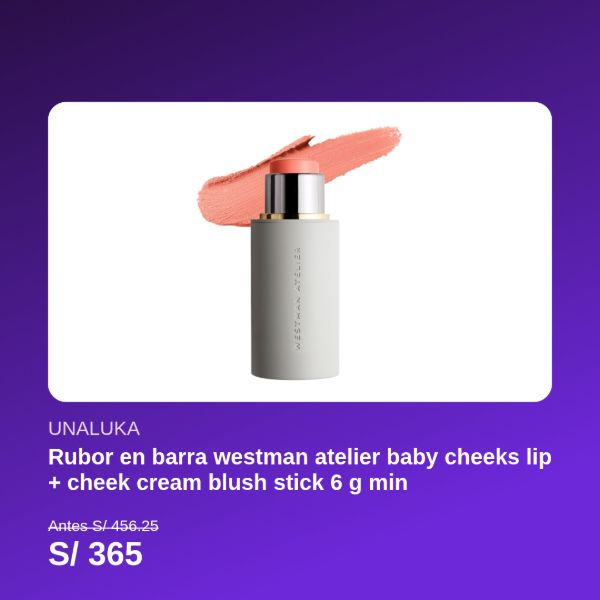 WESTMAN ATELIER
UNALUKA
Rubor en barra westman atelier baby cheeks lip
+ cheek cream blush stick 6 g min
Antes S/ 456.25
S/ 365